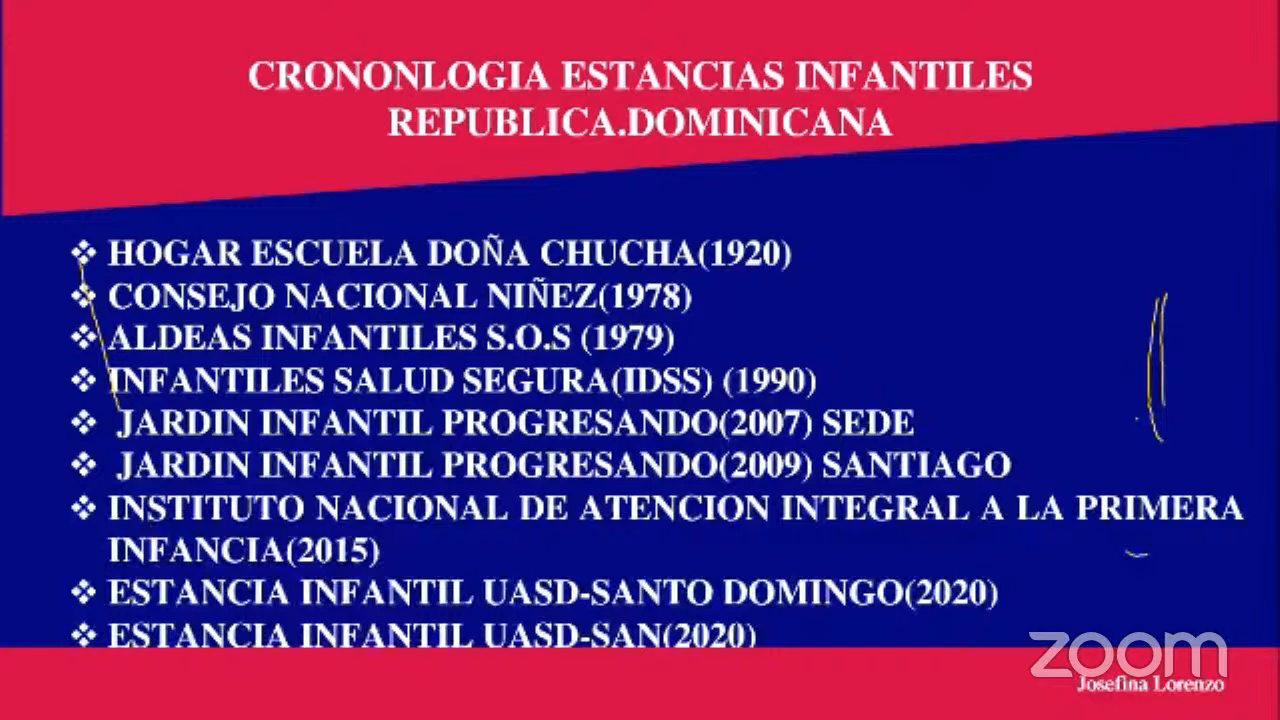 CRONONLOGIA ESTANCIAS INFANTILES
REPUBLICA.DOMINICANA
❖ HOGAR ESCUELA DOÑA CHUCHA(1920)
❖ CONSEJO NACIONAL NIÑEZ(1978)
❖ ALDEAS INFANTILES S.O.S (1979)
❖ INFANTILES SALUD SEGURA(IDSS) (1990)
❖ JARDIN INFANTIL PROGRESANDO(2007) SEDE
❖ JARDIN INFANTIL PROGRESANDO(2009) SANTIAGO
❖ INSTITUTO NACIONAL DE ATENCION INTEGRAL A LA PRIMERA
INFANCIA(2015)
❖ ESTANCIA INFANTIL UASD-SANTO DOMINGO(2020)
❖ ESTANCIA INFANTIL UASD-SAN(2020)
zoom
Josefina Lorenzo